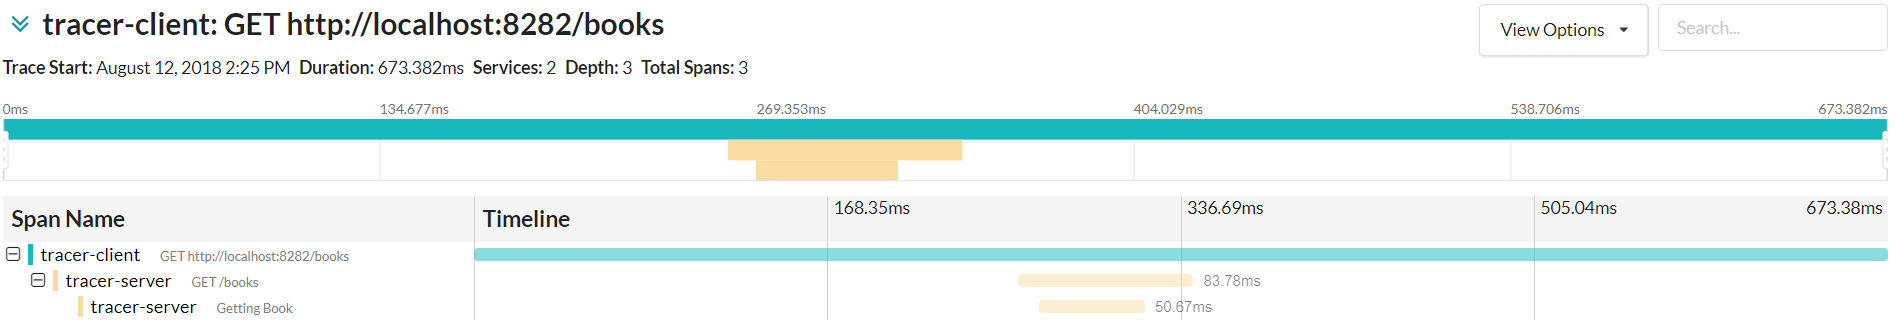 tracer-client: GET http://localhost:8282/books
View Options
Search...
Trace Start: August 12, 2018 2:25 PM Duration: 673.382ms Services: 2 Depth: 3 Total Spans: 3
0ms 134.677ms 269.353ms 404.029ms 538.706ms 673.382ms
Span Name Timeline 168.35ms 336.69ms 505.04ms 673.38ms
tracer-client GET http://localhost:8282/books
tracer-server GET /books 83.78ms
tracer-server Getting Book 50.67ms